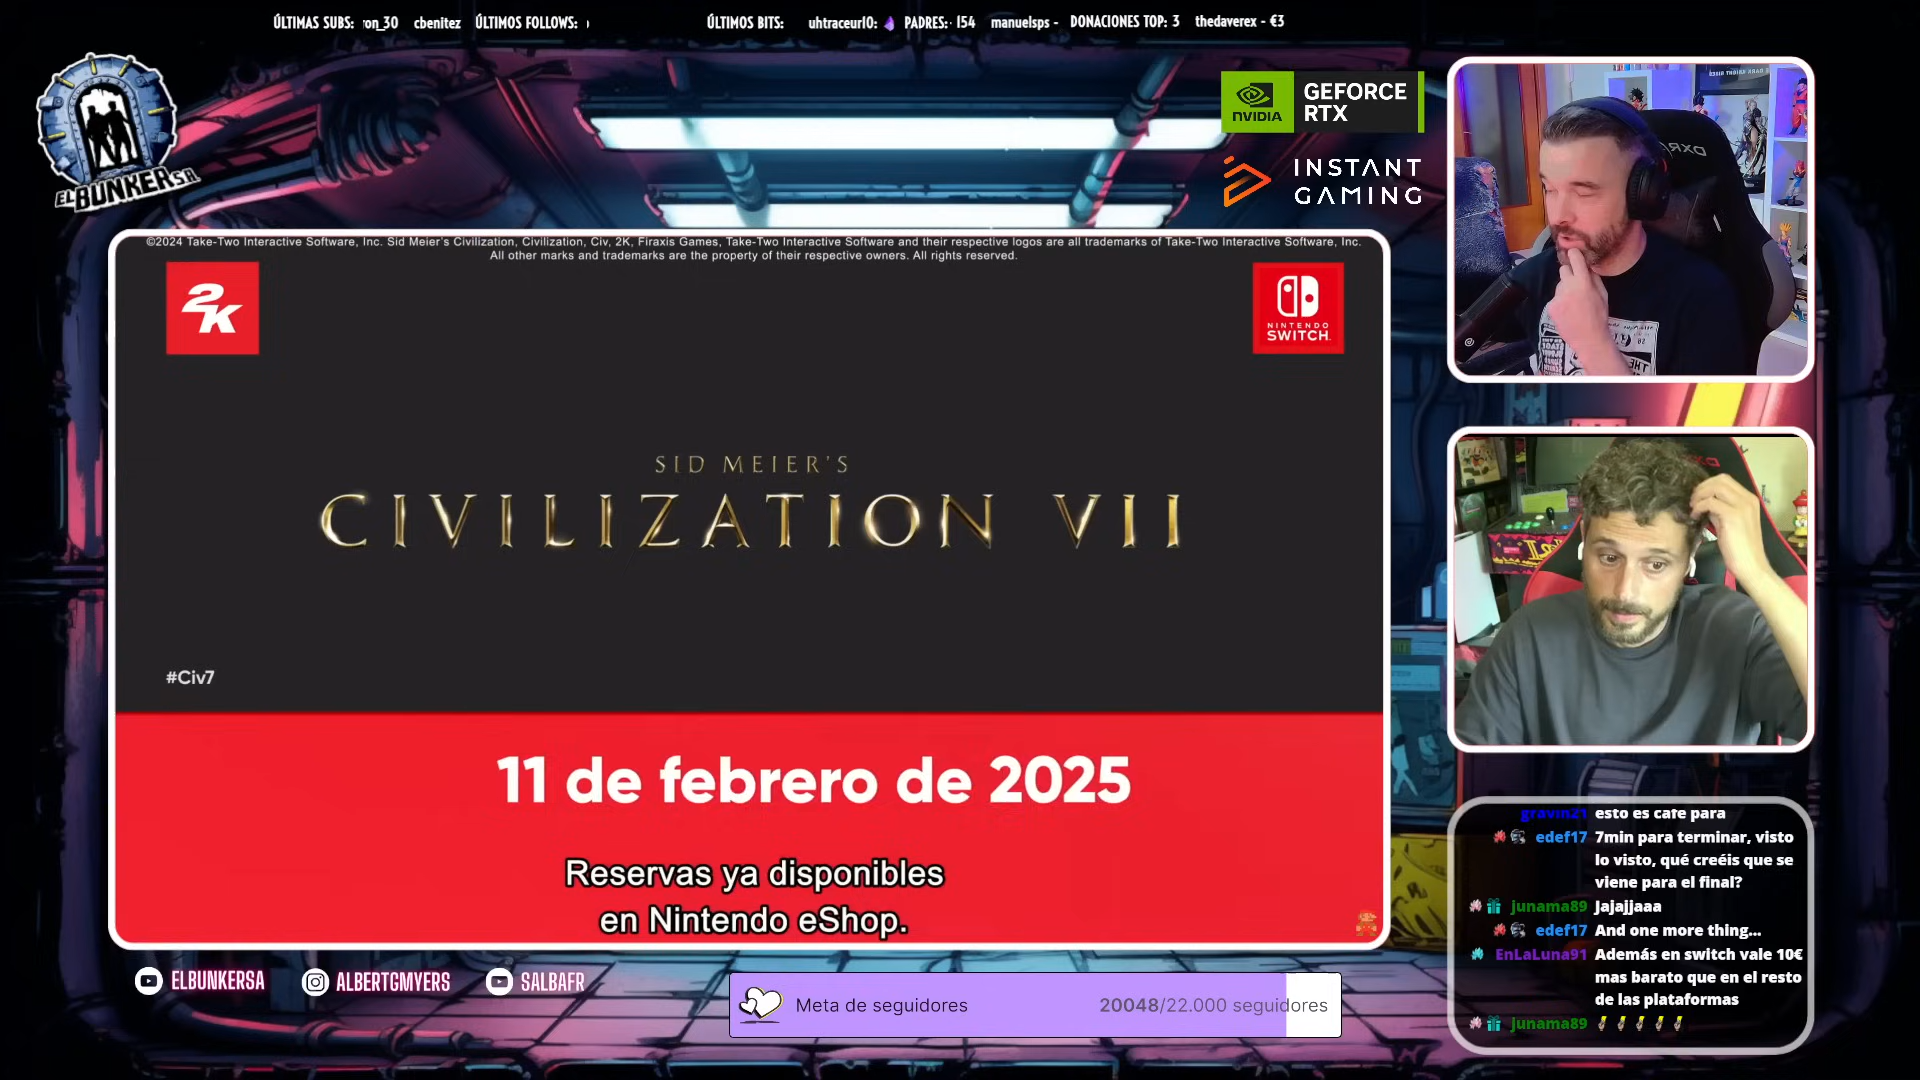 ÚLTIMAS SUBS: ron_30 cbenitez ÚLTIMOS FOLLOWS: ÚLTIMOS BITS: uhtraceur10: PADRES: 154 manuelsps - DONACIONES TOP: 3 thedaverex - €3
EL BUNKER S.A.
NVIDIA
GEFORCE
RTX
INSTANT
GAMING
©2024 Take-Two Interactive Software, Inc. Sid Meier's Civilization, Civilization, Civ, 2K, Firaxis Games, Take-Two Interactive Software and their respective logos are all trademarks of Take-Two Interactive Software, Inc.
All other marks and trademarks are the property of their respective owners. All rights reserved.
2K
NINTENDO
SWITCH
SID MEIER'S
CIVILIZATION VII
#Civ7
11 de febrero de 2025
Reservas ya disponibles
en Nintendo eShop.
gravin21 esto es cafe para
edef17 7min para terminar, visto
lo visto, qué creéis que se
viene para el final?
junama89 Jajajjaaa
edef17 And one more thing...
EnLaLuna91 Además en switch vale 10€
mas barato que en el resto
de las plataformas
junama89
ELBUNKERSA ALBERTGMYERS SALBAFR
Meta de seguidores 20048/22.000 seguidores